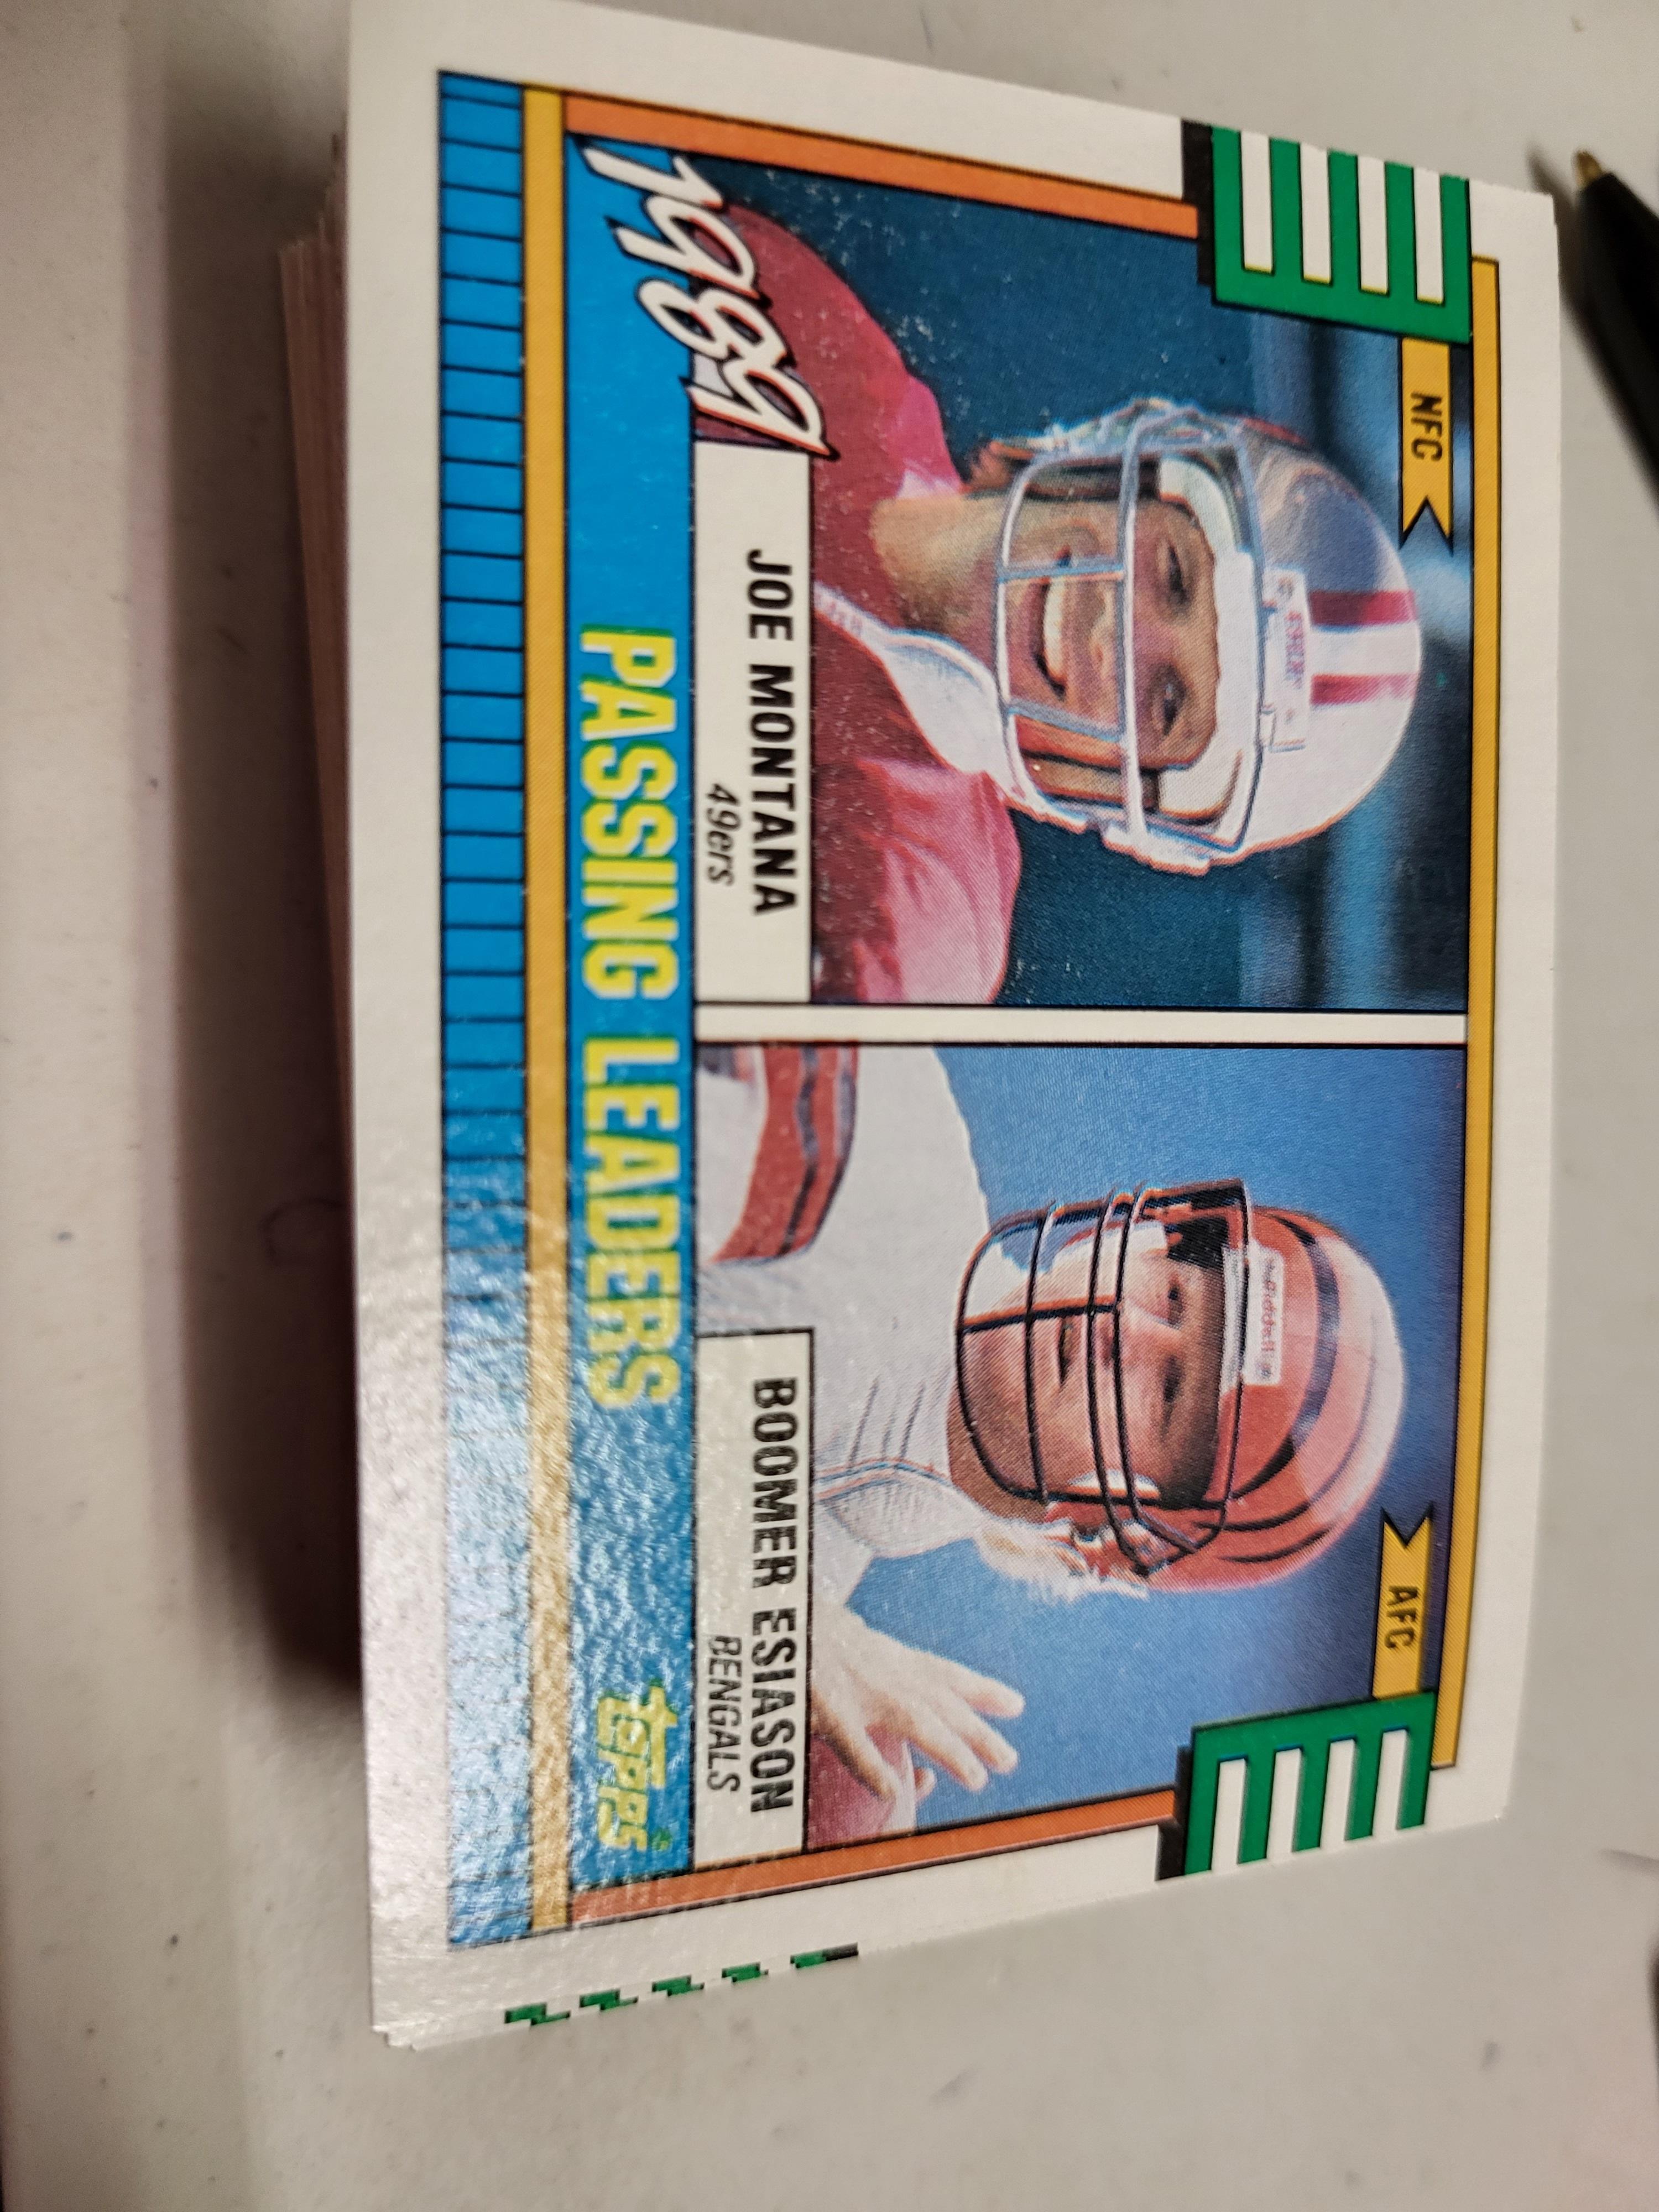 NFC
AFC
1989
JOE MONTANA
49ers
BOOMER ESIASON
BENGALS
PASSING LEADERS
TOPPS